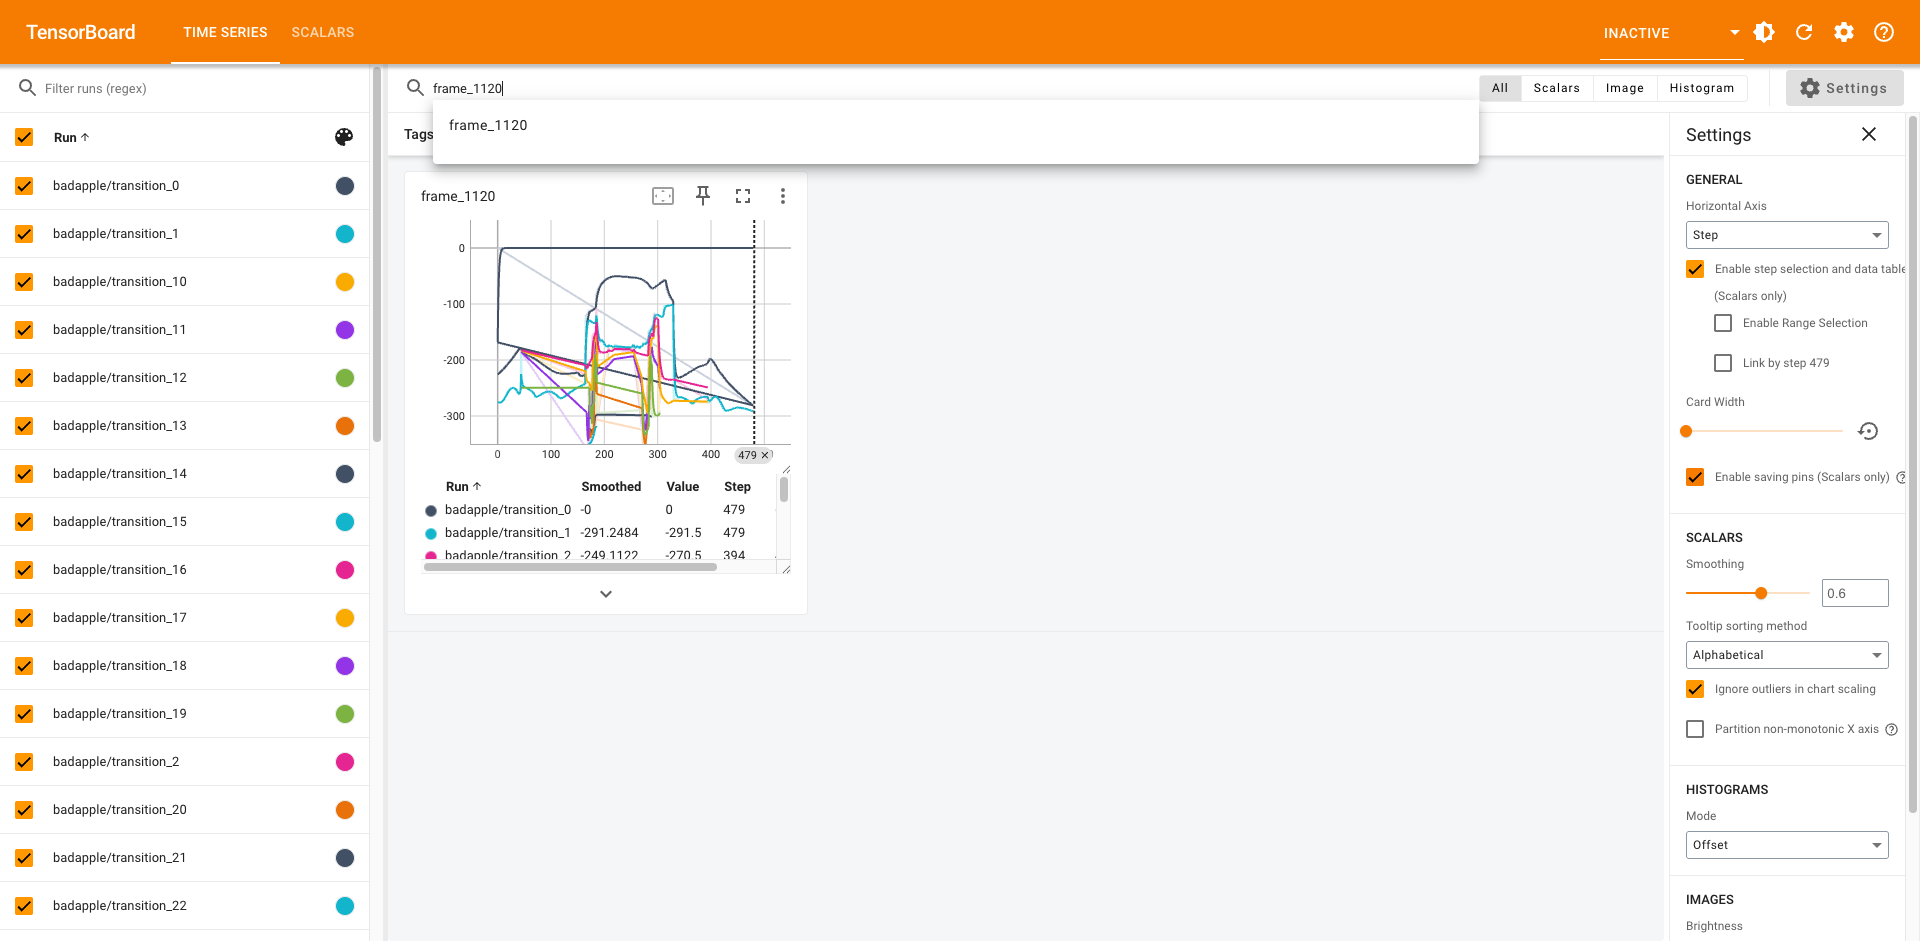 TensorBoard
TIME SERIES
SCALARS
INACTIVE
Filter runs (regex)
frame_1120
All
Scalars
Image
Histogram
Settings
frame_1120
Tags
Run
badapple/transition_0
badapple/transition_1
badapple/transition_10
badapple/transition_11
badapple/transition_12
badapple/transition_13
badapple/transition_14
badapple/transition_15
badapple/transition_16
badapple/transition_17
badapple/transition_18
badapple/transition_19
badapple/transition_2
badapple/transition_20
badapple/transition_21
badapple/transition_22
frame_1120
0
-100
-200
-300
0 100 200 300 400 479
Run Smoothed Value Step
badapple/transition_0 -0 0 479
badapple/transition_1 -291.2484 -291.5 479
badapple/transition_2 -249.1122 -270.5 394
Settings
GENERAL
Horizontal Axis
Step
Enable step selection and data table
(Scalars only)
Enable Range Selection
Link by step 479
Card Width
Enable saving pins (Scalars only)
SCALARS
Smoothing
0.6
Tooltip sorting method
Alphabetical
Ignore outliers in chart scaling
Partition non-monotonic X axis
HISTOGRAMS
Mode
Offset
IMAGES
Brightness